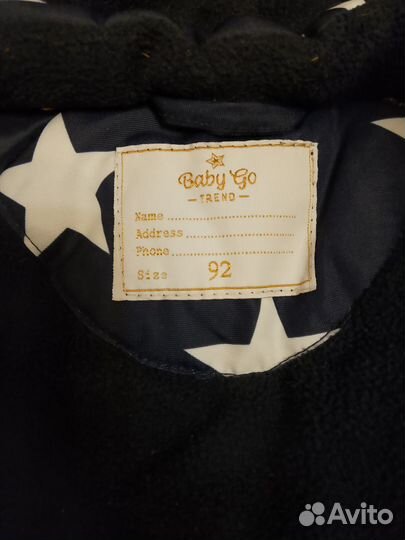 Baby Go
— TREND —
Name
Address
Phone
Size 92
Avito